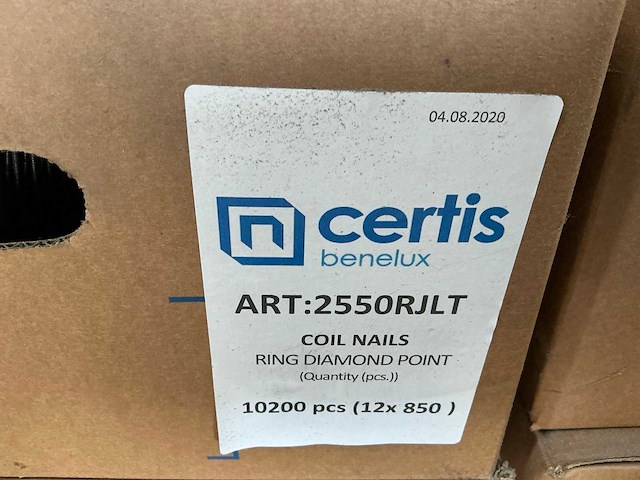 04.08.2020
certis
benelux
ART:2550RJLT
COIL NAILS
RING DIAMOND POINT
(Quantity (pcs.))
10200 pcs (12x 850 )